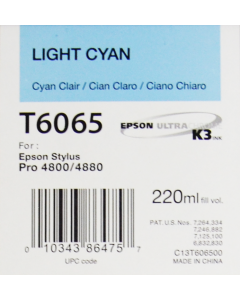 LIGHT CYAN
Cyan Clair / Cian Claro / Ciano Chiaro
T6065
EPSON ULTRA
K3 INK
For :
Epson Stylus
Pro 4800/4880
220ml fill vol.
PAT. U.S.Nos. 7,264,334
7,246,882
7,125,100
6,832,830
0 10343 86475 7
UPC code
C13T606500
MADE IN CHINA